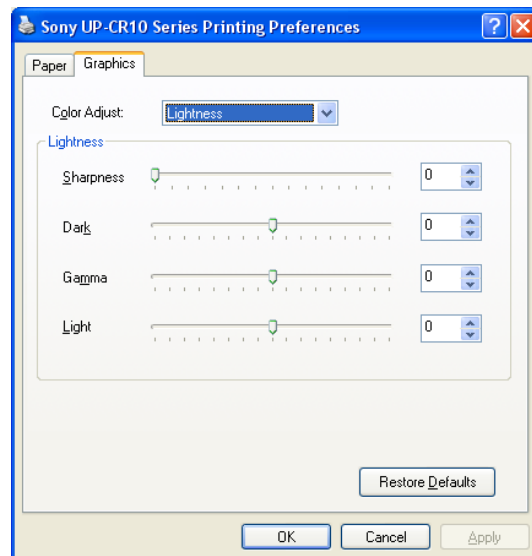 Sony UP-CR10 Series Printing Preferences
Paper Graphics
Color Adjust: Lightness
Lightness
Sharpness 0
Dark 0
Gamma 0
Light 0
Restore Defaults
OK Cancel Apply